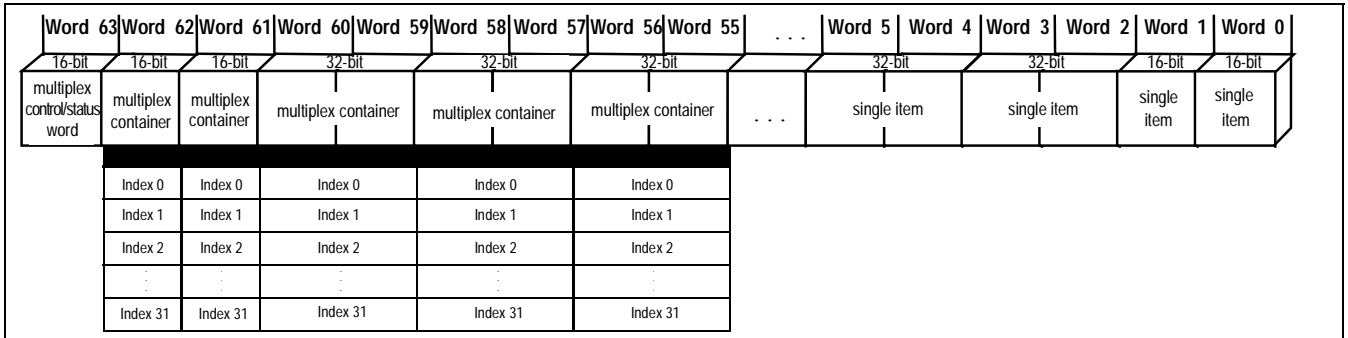 Word 63 Word 62 Word 61 Word 60 Word 59 Word 58 Word 57 Word 56 Word 55 . . . Word 5 Word 4 Word 3 Word 2 Word 1 Word 0
16-bit 16-bit 16-bit 32-bit 32-bit 32-bit 32-bit 32-bit 16-bit 16-bit
multiplex control/status word multiplex container multiplex container multiplex container multiplex container multiplex container . . . single item single item single item single item
Index 0 Index 0 Index 0 Index 0 Index 0
Index 1 Index 1 Index 1 Index 1 Index 1
Index 2 Index 2 Index 2 Index 2 Index 2
Index 31 Index 31 Index 31 Index 31 Index 31